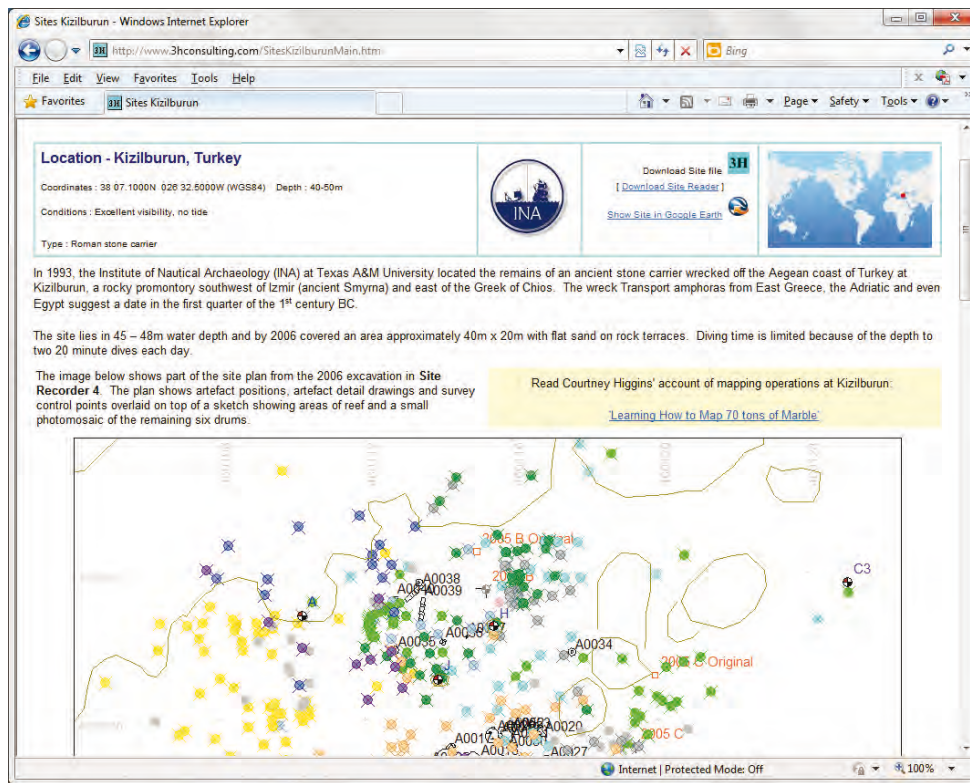 Sites Kizilburun - Windows Internet Explorer
http://www.3hconsulting.com/SitesKizilburunMain.htm
Bing
File Edit View Favorites Tools Help
Favorites 3H Sites Kizilburun Page Safety Tools
Location - Kizilburun, Turkey
Coordinates : 38 07.1000N 026 32.5000W (WGS84) Depth : 40-50m
Conditions : Excellent visibility, no tide
Type : Roman stone carrier
INA
Download Site file 3H
[ Download Site Reader ]
Show Site in Google Earth
In 1993, the Institute of Nautical Archaeology (INA) at Texas A&M University located the remains of an ancient stone carrier wrecked off the Aegean coast of Turkey at
Kizilburun, a rocky promontory southwest of Izmir (ancient Smyrna) and east of the Greek of Chios. The wreck Transport amphoras from East Greece, the Adriatic and even
Egypt suggest a date in the first quarter of the 1st century BC.
The site lies in 45 – 48m water depth and by 2006 covered an area approximately 40m x 20m with flat sand on rock terraces. Diving time is limited because of the depth to
two 20 minute dives each day.
The image below shows part of the site plan from the 2006 excavation in Site
Recorder 4. The plan shows artefact positions, artefact detail drawings and survey
control points overlaid on top of a sketch showing areas of reef and a small
photomosaic of the remaining six drums.
Read Courtney Higgins' account of mapping operations at Kizilburun:
'Learning How to Map 70 tons of Marble'
2005 B Original
C3
A0038
A0039
A
H
A0034
2005 C
A0020
A0027
Internet | Protected Mode: Off
100%